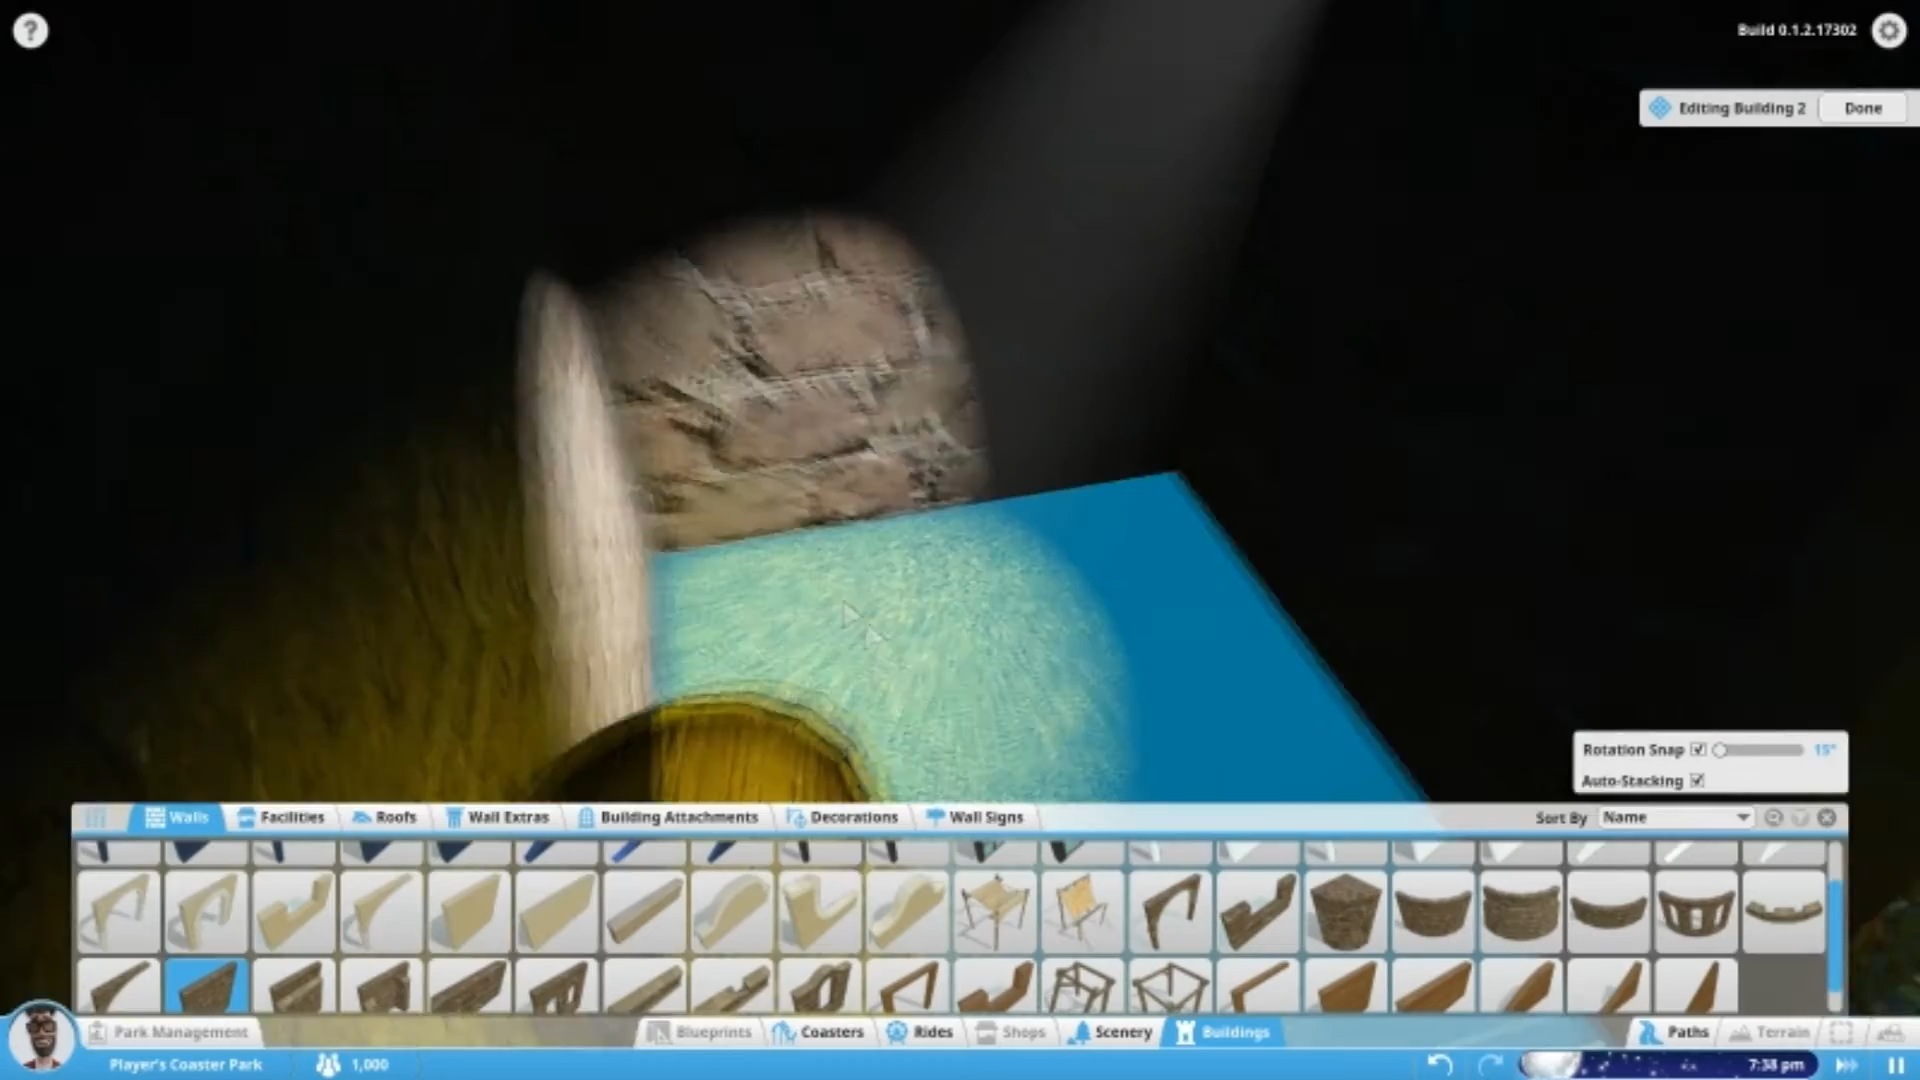 ?
Build 0.1.2.17302
Editing Building 2 Done
Rotation Snap 15°
Auto-Stacking
Walls Facilities Roofs Wall Extras Building Attachments Decorations Wall Signs Sort By Name
Park Management Blueprints Coasters Rides Shops Scenery Buildings Paths Terrain
Player's Coaster Park 1,000 7:38 pm